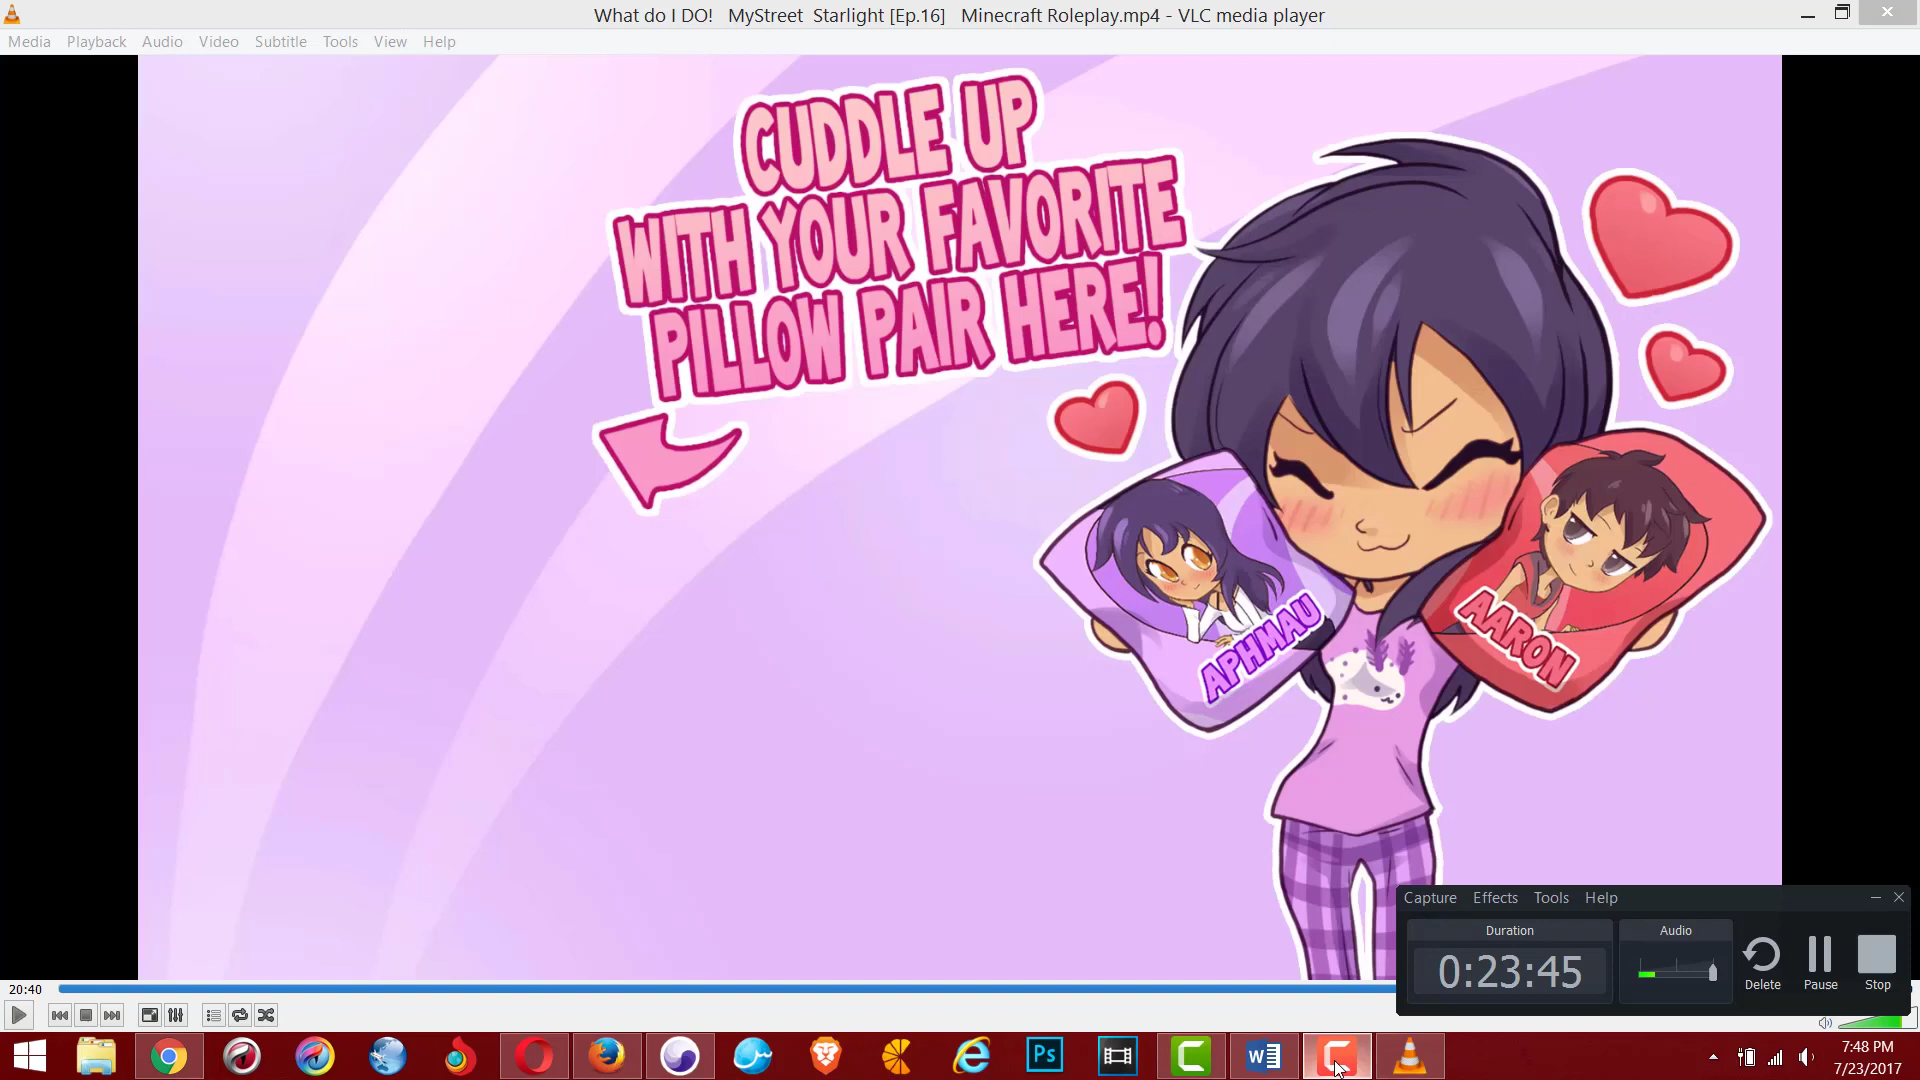 What do I DO!   MyStreet  Starlight [Ep.16]   Minecraft Roleplay.mp4 - VLC media player
Media Playback Audio Video Subtitle Tools View Help
CUDDLE UP
WITH YOUR FAVORITE
PILLOW PAIR HERE!
APHMAU
AARON
Capture Effects Tools Help
Duration
Audio
0:23:45
Delete Pause Stop
20:40
Ps
7:48 PM
7/23/2017